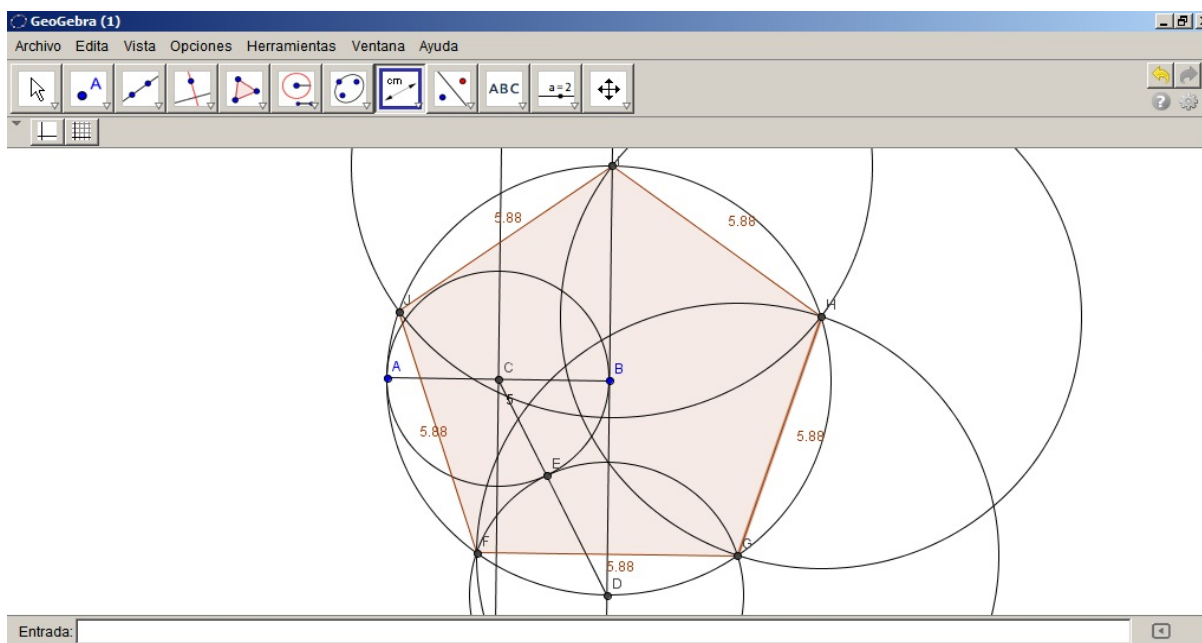 GeoGebra (1)
Archivo Edita Vista Opciones Herramientas Ventana Ayuda
A cm ABC a=2
I
5.88 5.88
J H
A C B
5
5.88 5.88
E
F G
5.88
D
Entrada: